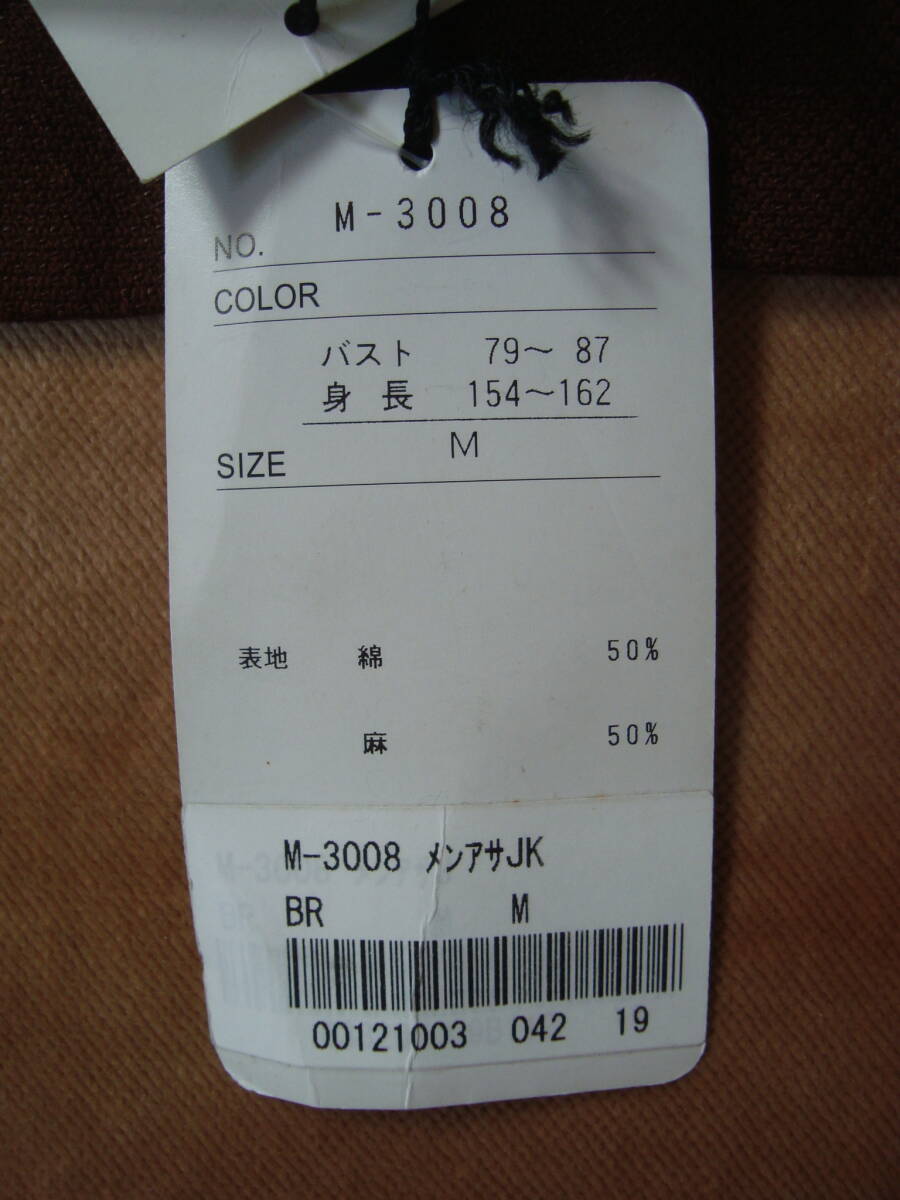 NO. M-3008
COLOR
バスト 79～ 87
身長 154～162
SIZE M
表地 綿 50%
麻 50%
M-3008 メンアサJK
BR M
00121003 042 19